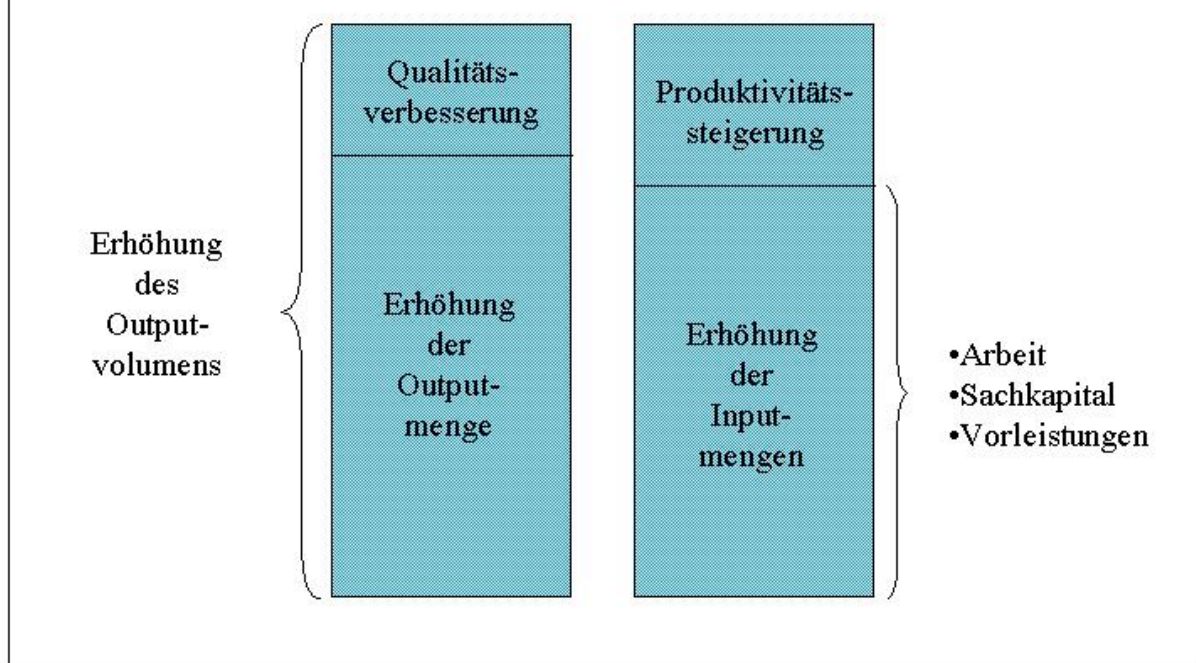 Erhöhung
des
Output-
volumens
Qualitäts-
verbesserung
Erhöhung
der
Output-
menge
Produktivitäts-
steigerung
Erhöhung
der
Input-
mengen
•Arbeit
•Sachkapital
•Vorleistungen